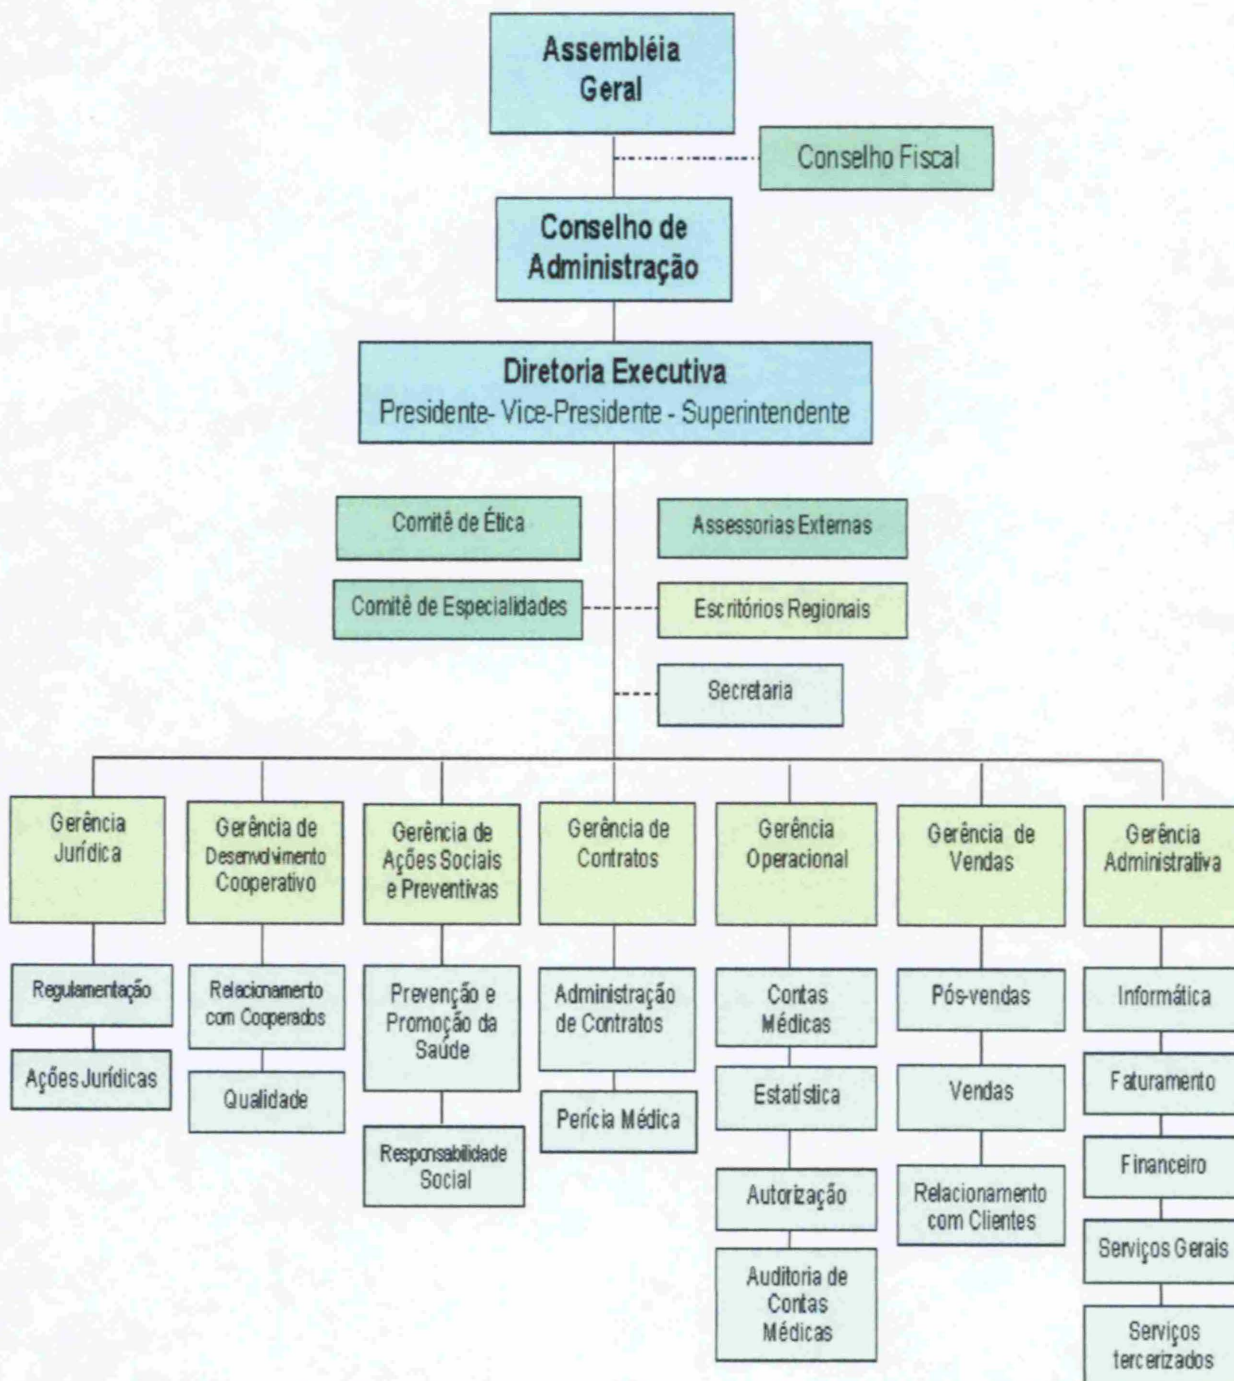 Assembléia
Geral
Conselho Fiscal
Conselho de
Administração
Diretoria Executiva
Presidente- Vice-Presidente - Superintendente
Comitê de Ética
Assessorias Externas
Comitê de Especialidades
Escritórios Regionais
Secretaria
Gerência
Jurídica
Gerência de
Desenvolvimento
Cooperativo
Gerência de
Ações Sociais
e Preventivas
Gerência de
Contratos
Gerência
Operacional
Gerência de
Vendas
Gerência
Administrativa
Regulamentação
Ações Jurídicas
Relacionamento
com Cooperados
Qualidade
Prevenção e
Promoção da
Saúde
Responsabilidade
Social
Administração
de Contratos
Perícia Médica
Contas
Médicas
Estatística
Autorização
Auditoria de
Contas
Médicas
Pós-vendas
Vendas
Relacionamento
com Clientes
Informática
Faturamento
Financeiro
Serviços Gerais
Serviços
tercerizados